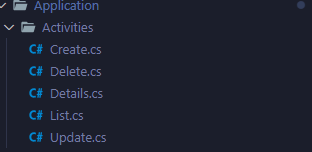 Application
Activities
C# Create.cs
C# Delete.cs
C# Details.cs
C# List.cs
C# Update.cs